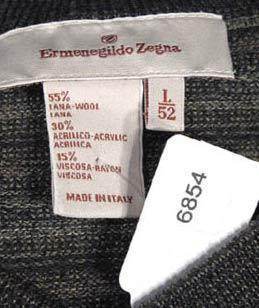 Ermenegildo Zegna
55%
LANA-WOOL
LANA
30%
ACRILICO-ACRYLIC
ACRILICA
15%
VISCOSA-RAYON
VISCOSA
MADE IN ITALY
L
52
6854